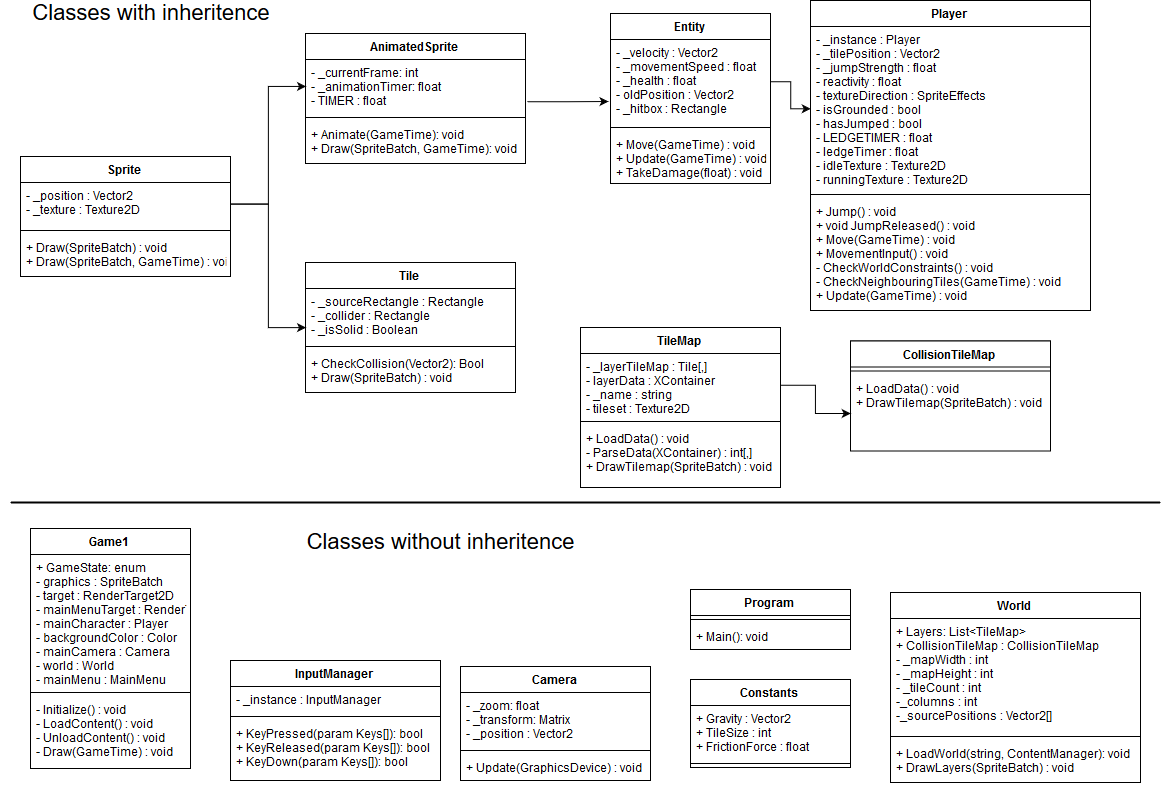 Classes with inheritence
Sprite
- _position : Vector2
- _texture : Texture2D
+ Draw(SpriteBatch) : void
+ Draw(SpriteBatch, GameTime) : voi
AnimatedSprite
- _currentFrame: int
- _animationTimer: float
- TIMER : float
+ Animate(GameTime): void
+ Draw(SpriteBatch, GameTime): void
Tile
- _sourceRectangle : Rectangle
- _collider : Rectangle
- _isSolid : Boolean
+ CheckCollision(Vector2): Bool
+ Draw(SpriteBatch) : void
Entity
- _velocity : Vector2
- _movementSpeed : float
- _health : float
- oldPosition : Vector2
- _hitbox : Rectangle
+ Move(GameTime) : void
+ Update(GameTime) : void
+ TakeDamage(float) : void
Player
- _instance : Player
- _tilePosition : Vector2
- _jumpStrength : float
- reactivity : float
- textureDirection : SpriteEffects
- isGrounded : bool
- hasJumped : bool
- LEDGETIMER : float
- ledgeTimer : float
- idleTexture : Texture2D
- runningTexture : Texture2D
+ Jump() : void
+ void JumpReleased() : void
+ Move(GameTime) : void
+ MovementInput() : void
- CheckWorldConstraints() : void
- CheckNeighbouringTiles(GameTime) : void
+ Update(GameTime) : void
TileMap
- _layerTileMap : Tile[,]
- layerData : XContainer
- _name : string
- tileset : Texture2D
+ LoadData() : void
- ParseData(XContainer) : int[,]
+ DrawTilemap(SpriteBatch) : void
CollisionTileMap
+ LoadData() : void
+ DrawTilemap(SpriteBatch) : void
Classes without inheritence
Game1
+ GameState: enum
- graphics : SpriteBatch
- target : RenderTarget2D
- mainMenuTarget : Render
- mainCharacter : Player
- backgroundColor : Color
- mainCamera : Camera
- world : World
- mainMenu : MainMenu
- Initialize() : void
- LoadContent() : void
- UnloadContent() : void
- Draw(GameTime) : void
InputManager
- _instance : InputManager
+ KeyPressed(param Keys[]): bool
+ KeyReleased(param Keys[]): bool
+ KeyDown(param Keys[]): bool
Camera
- _zoom: float
- _transform: Matrix
- _position : Vector2
+ Update(GraphicsDevice) : void
Program
+ Main(): void
Constants
+ Gravity : Vector2
+ TileSize : int
+ FrictionForce : float
World
+ Layers: List<TileMap>
+ CollisionTileMap : CollisionTileMap
- _mapWidth : int
- _mapHeight : int
- _tileCount : int
- _columns : int
-_sourcePositions : Vector2[]
+ LoadWorld(string, ContentManager): void
+ DrawLayers(SpriteBatch) : void